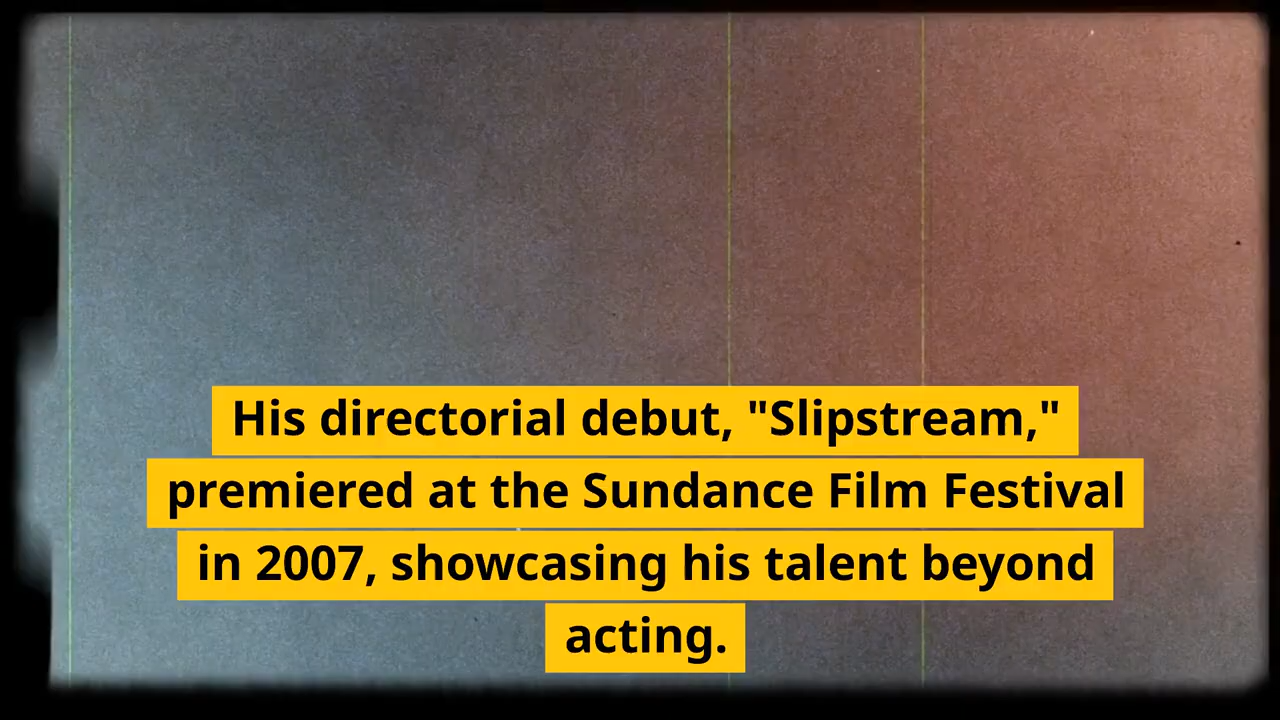 His directorial debut, "Slipstream,"
premiered at the Sundance Film Festival
in 2007, showcasing his talent beyond
acting.